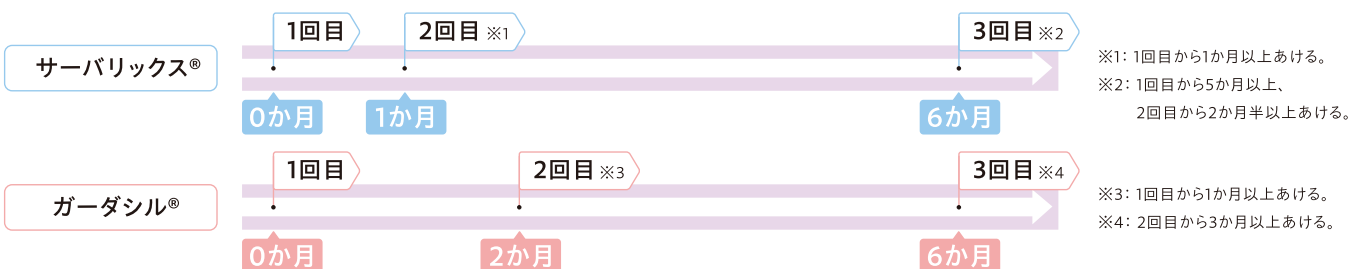 1回目
2回目 ※1
3回目 ※2
サーバリックス®
0か月
1か月
6か月
※1: 1回目から1か月以上あける。
※2: 1回目から5か月以上、
2回目から2か月半以上あける。
1回目
2回目 ※3
3回目 ※4
ガーダシル®
0か月
2か月
6か月
※3: 1回目から1か月以上あける。
※4: 2回目から3か月以上あける。